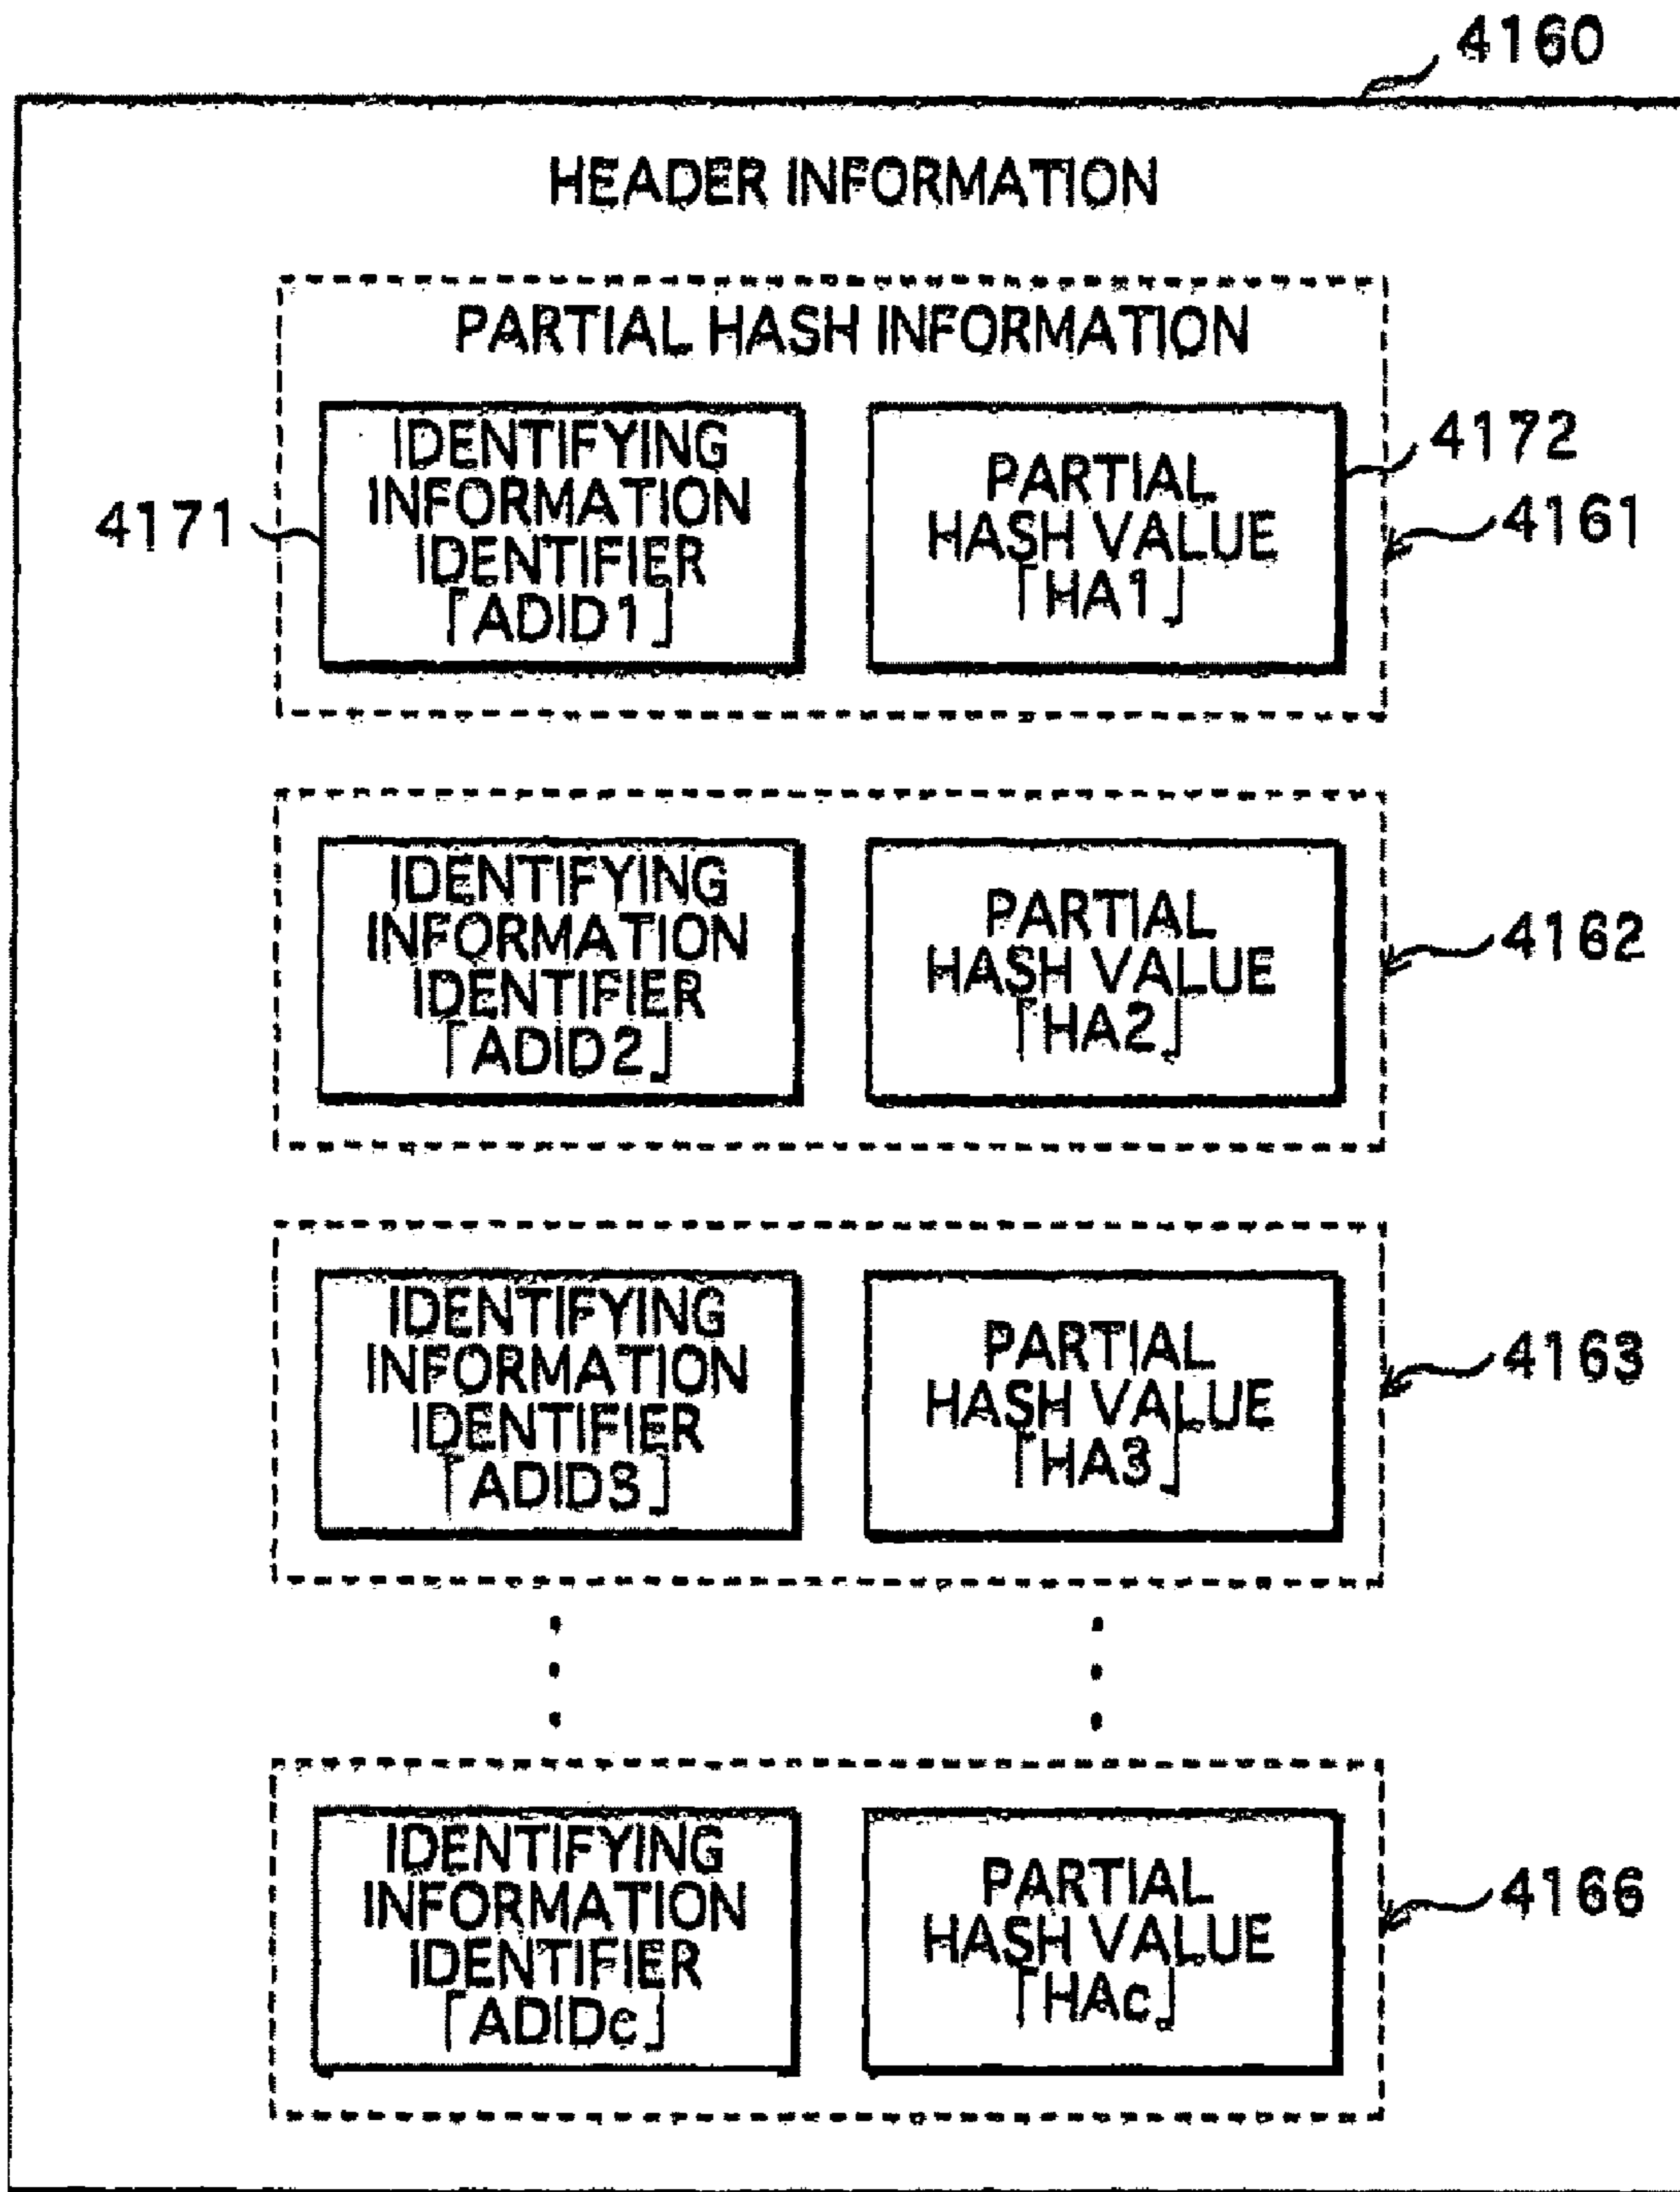 4160
HEADER INFORMATION
PARTIAL HASH INFORMATION
IDENTIFYING
INFORMATION
IDENTIFIER
「ADID1」
PARTIAL
HASH VALUE
「HA1」
4171
4172
4161
IDENTIFYING
INFORMATION
IDENTIFIER
「ADID2」
PARTIAL
HASH VALUE
「HA2」
4162
IDENTIFYING
INFORMATION
IDENTIFIER
「ADID3」
PARTIAL
HASH VALUE
「HA3」
4163
IDENTIFYING
INFORMATION
IDENTIFIER
「ADIDc」
PARTIAL
HASH VALUE
「HAc」
4166